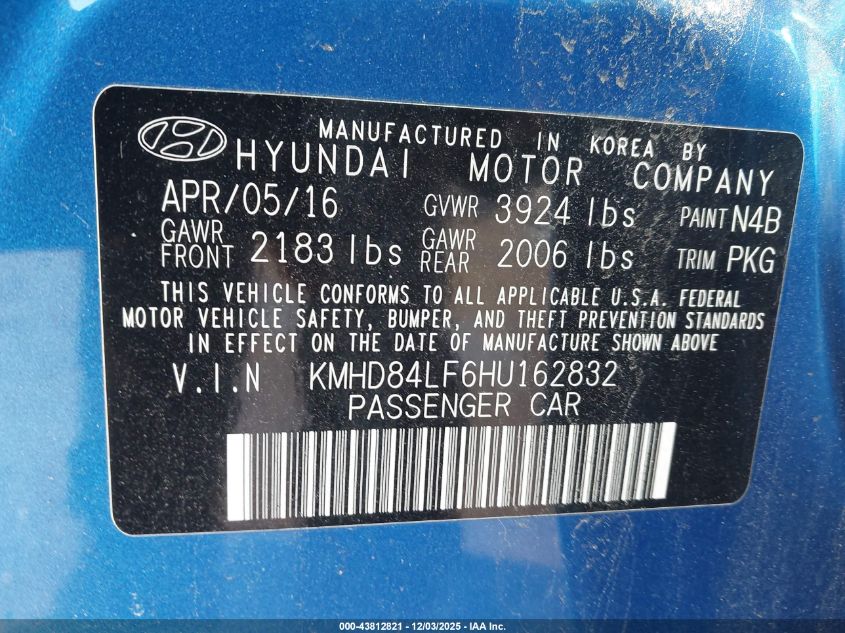 MANUFACTURED IN KOREA BY
HYUNDAI MOTOR COMPANY
APR/05/16 GVWR 3924 lbs PAINT N4B
GAWR FRONT 2183 lbs GAWR REAR 2006 lbs TRIM PKG
THIS VEHICLE CONFORMS TO ALL APPLICABLE U.S.A. FEDERAL
MOTOR VEHICLE SAFETY, BUMPER, AND THEFT PREVENTION STANDARDS
IN EFFECT ON THE DATE OF MANUFACTURE SHOWN ABOVE
V.I.N KMHD84LF6HU162832
PASSENGER CAR
000-43812821 - 12/03/2025 - IAA Inc.